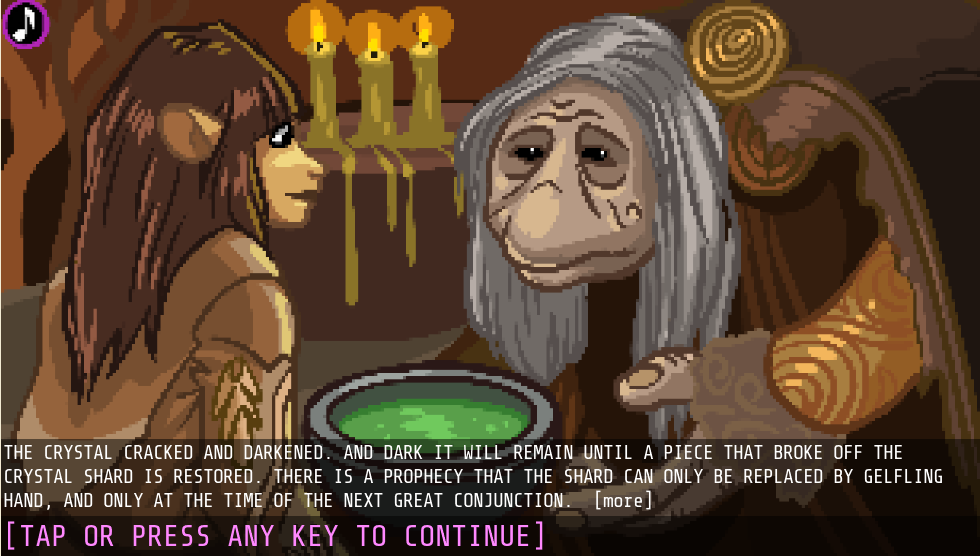 THE CRYSTAL CRACKED AND DARKENED. AND DARK IT WILL REMAIN UNTIL A PIECE THAT BROKE OFF THE
CRYSTAL SHARD IS RESTORED. THERE IS A PROPHECY THAT THE SHARD CAN ONLY BE REPLACED BY GELFLING
HAND, AND ONLY AT THE TIME OF THE NEXT GREAT CONJUNCTION. [more]
[TAP OR PRESS ANY KEY TO CONTINUE]